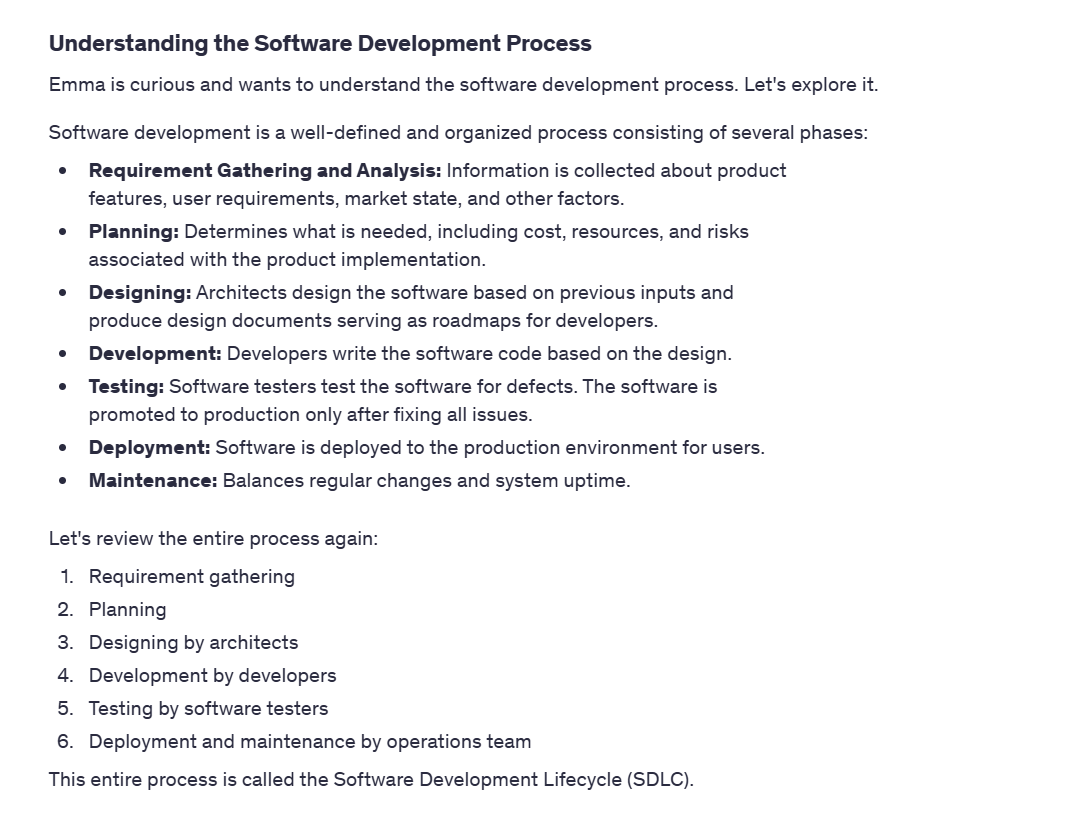 Understanding the Software Development Process
Emma is curious and wants to understand the software development process. Let's explore it.
Software development is a well-defined and organized process consisting of several phases:
• Requirement Gathering and Analysis: Information is collected about product
features, user requirements, market state, and other factors.
• Planning: Determines what is needed, including cost, resources, and risks
associated with the product implementation.
• Designing: Architects design the software based on previous inputs and
produce design documents serving as roadmaps for developers.
• Development: Developers write the software code based on the design.
• Testing: Software testers test the software for defects. The software is
promoted to production only after fixing all issues.
• Deployment: Software is deployed to the production environment for users.
• Maintenance: Balances regular changes and system uptime.
Let's review the entire process again:
1. Requirement gathering
2. Planning
3. Designing by architects
4. Development by developers
5. Testing by software testers
6. Deployment and maintenance by operations team
This entire process is called the Software Development Lifecycle (SDLC).